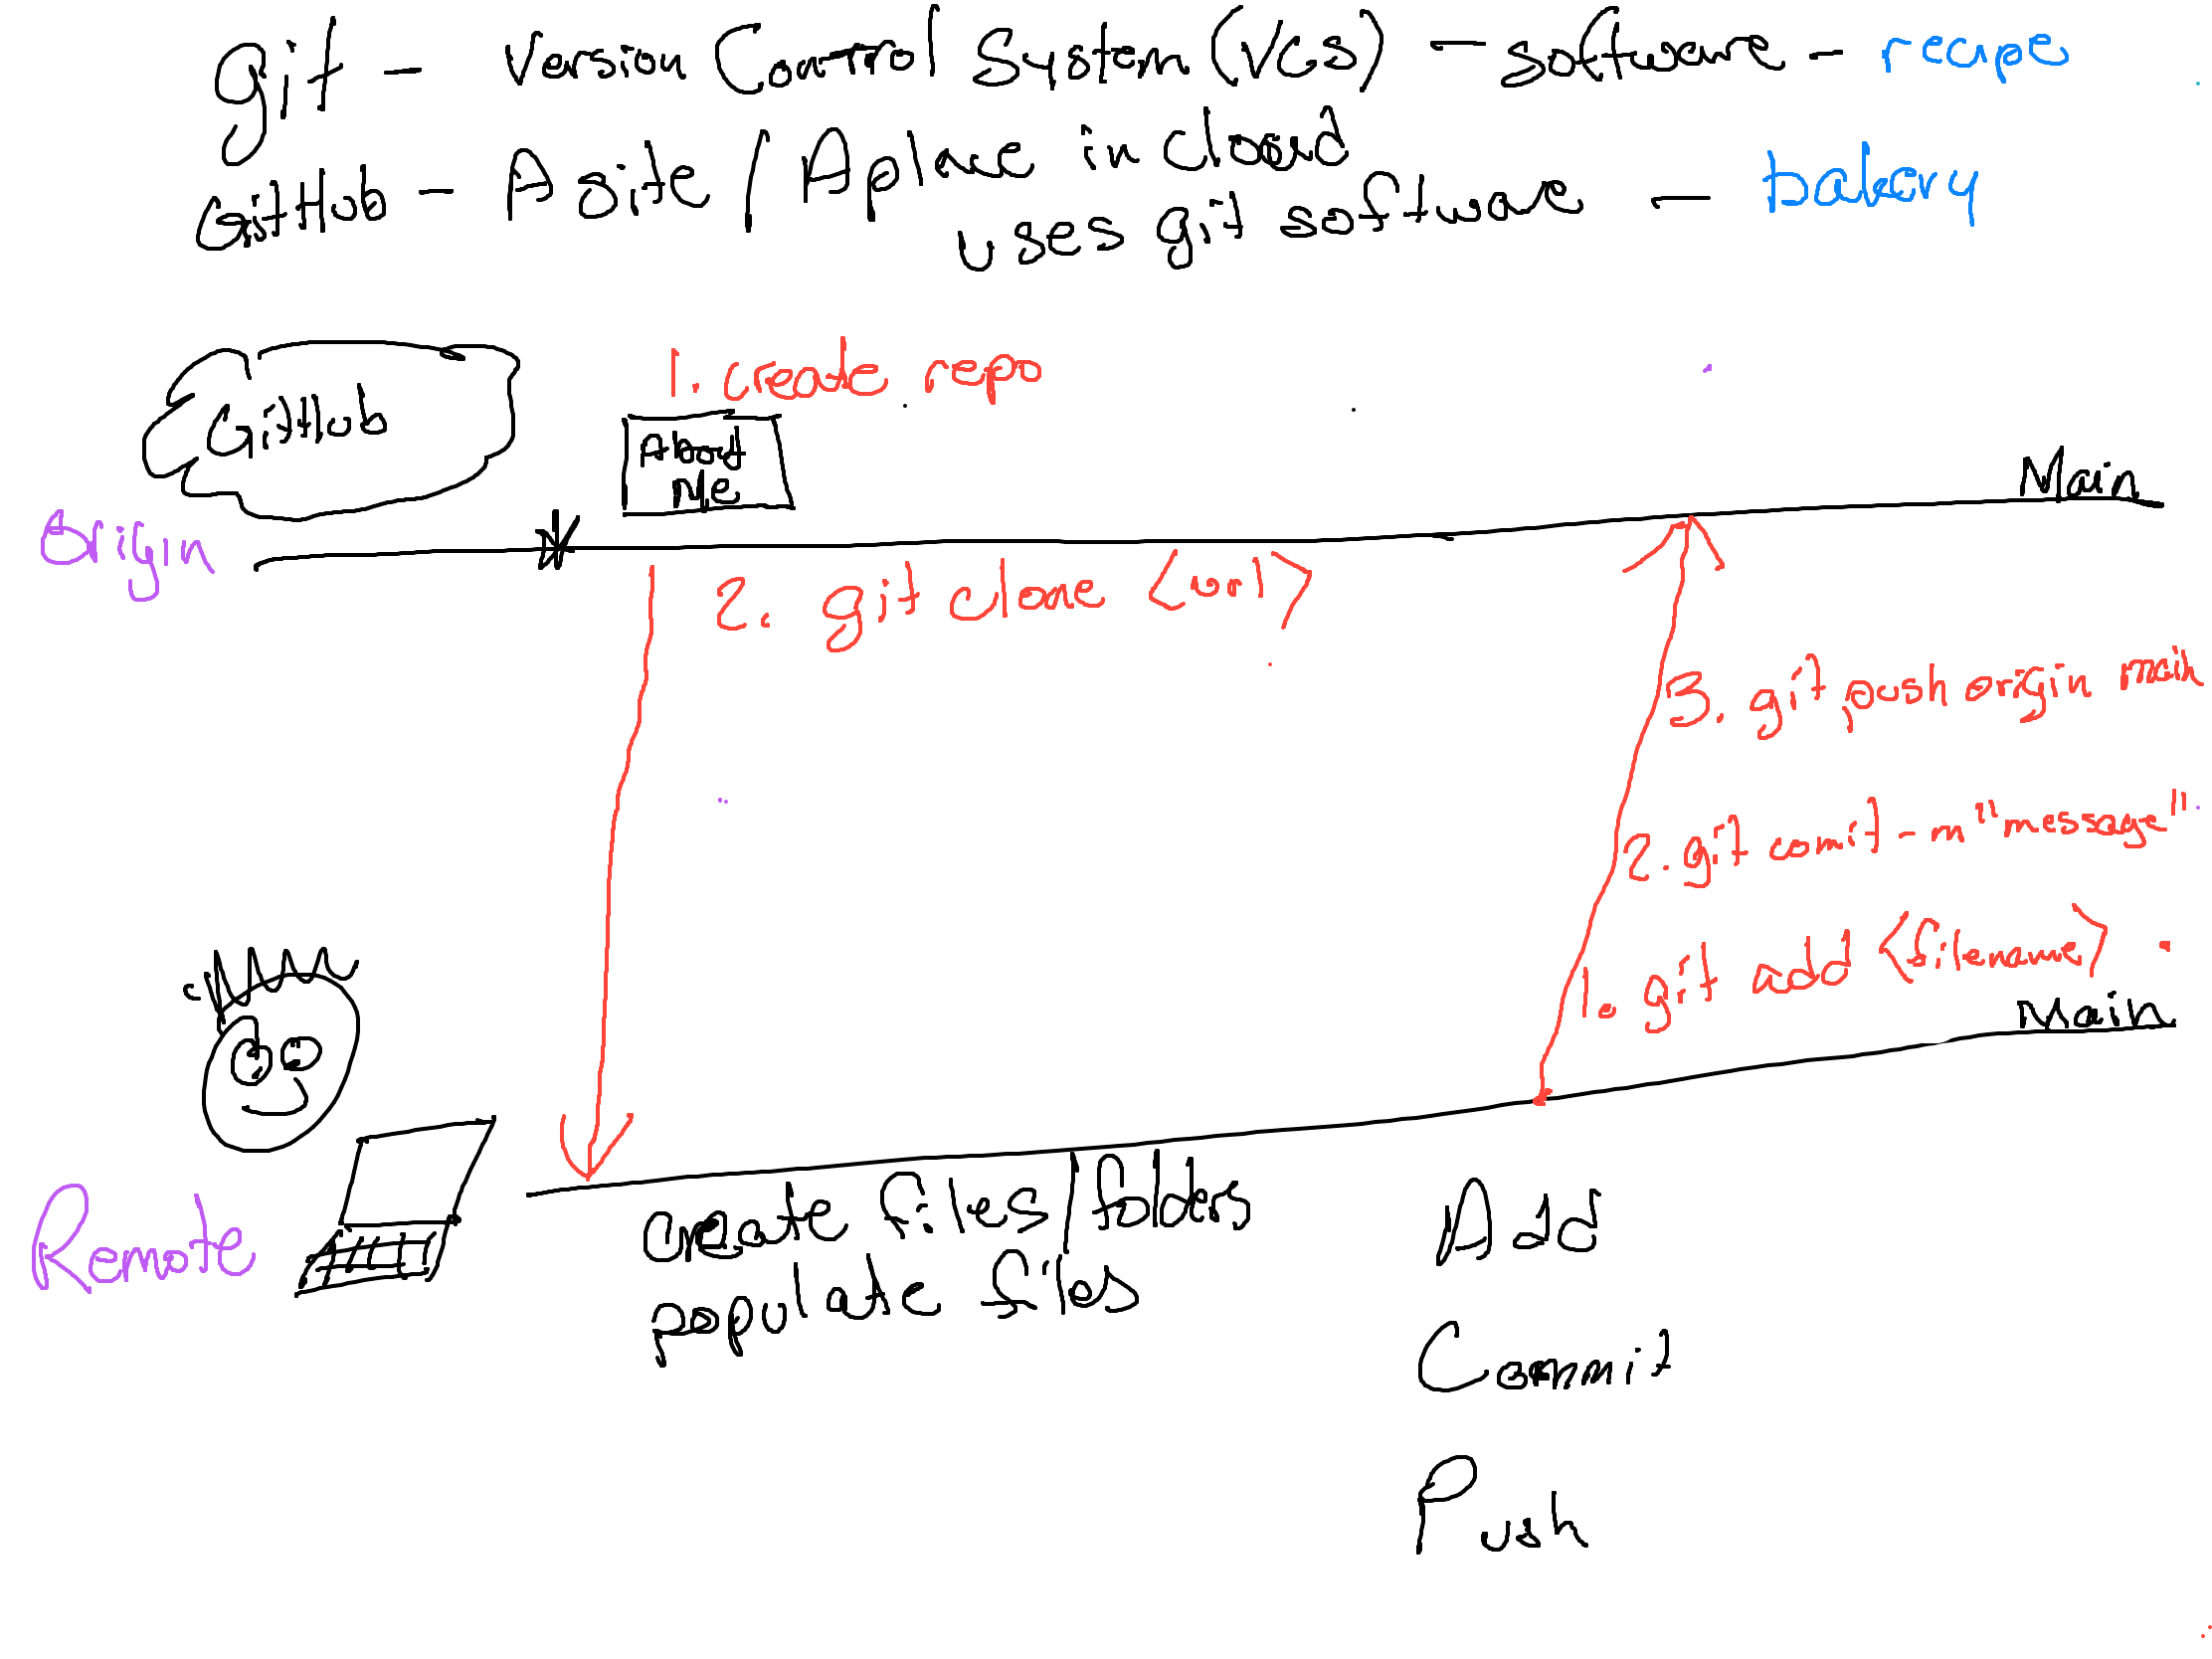 git - Version Control System (VCS) - software - recipe
GitHub - A site / A place in cloud
uses git software - bakery
1. create repo
GitHub
About
Me
Main
Origin
2. git clone <url>
3. git push origin main
2. git comit -m "message"
1. git add <filename> .
Main
Remote
create files/folders
populate files
Add
Commit
Push